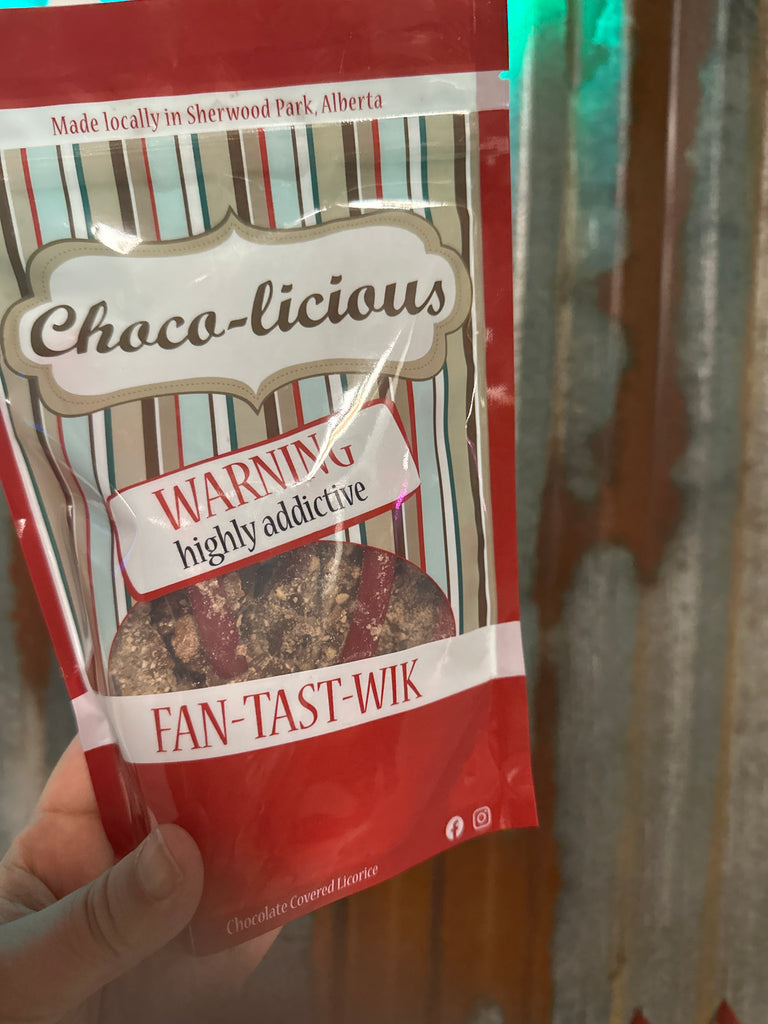 Made locally in Sherwood Park, Alberta
Choco-licious
WARNING
highly addictive
FAN-TAST-WIK
Chocolate Covered Licorice